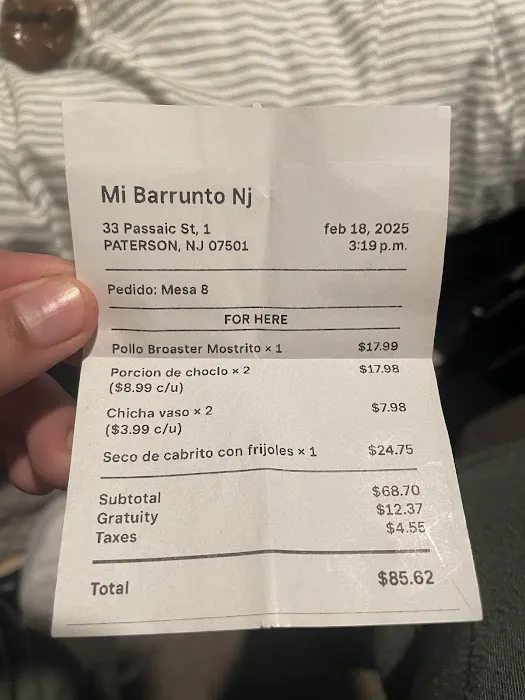 Mi Barrunto Nj
33 Passaic St, 1 feb 18, 2025
PATERSON, NJ 07501 3:19 p.m.
Pedido: Mesa 8
FOR HERE
Pollo Broaster Mostrito × 1 $17.99
Porcion de choclo × 2 $17.98
($8.99 c/u)
Chicha vaso × 2 $7.98
($3.99 c/u)
Seco de cabrito con frijoles × 1 $24.75
Subtotal $68.70
Gratuity $12.37
Taxes $4.55
Total $85.62